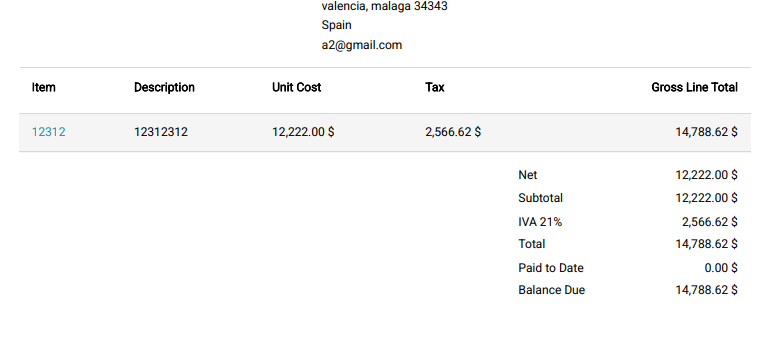 valencia, malaga 34343
Spain
a2@gmail.com
Item Description Unit Cost Tax Gross Line Total
12312 12312312 12,222.00 $ 2,566.62 $ 14,788.62 $
Net 12,222.00 $
Subtotal 12,222.00 $
IVA 21% 2,566.62 $
Total 14,788.62 $
Paid to Date 0.00 $
Balance Due 14,788.62 $